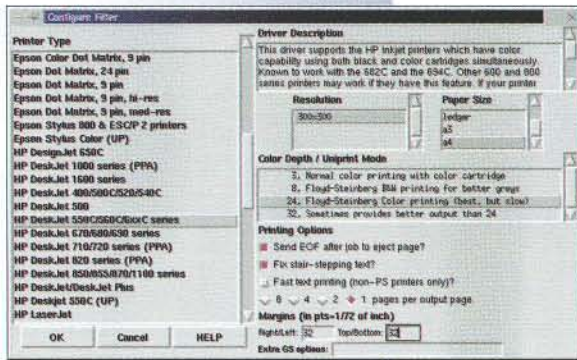 Configure Filter
Printer Type
Epson Color Dot Matrix, 9 pin
Epson Dot Matrix, 24 pin
Epson Dot Matrix, 9 pin
Epson Dot Matrix, 9 pin, hi-res
Epson Dot Matrix, 9 pin, med-res
Epson Stylus 800 & ESC/P 2 printers
Epson Stylus Color (UP)
HP DesignJet 650C
HP DeskJet 1000 series (PPA)
HP DeskJet 1600 series
HP DeskJet 400/500C/520/540C
HP DeskJet 500
HP DeskJet 550C/560C/6xxC series
HP DeskJet 670/680/690 series
HP DeskJet 710/720 series (PPA)
HP DeskJet 820 series (PPA)
HP DeskJet 850/855/870/1100 series
HP DeskJet/DeskJet Plus
HP Deskjet 550C (UP)
HP LaserJet
OK Cancel HELP
Driver Description
This driver supports the HP inkjet printers which have color
capability using both black and color cartridges simultaneously.
Known to work with the 682C and the 694C. Other 600 and 800
series printers may work if they have this feature. If your printer
Resolution Paper Size
300x300 ledger
a3
a4
Color Depth / Uniprint Mode
3, Normal color printing with color cartridge
8, Floyd-Steinberg B&W printing for better greys
24, Floyd-Steinberg Color printing (best, but slow)
32, Sometimes provides better output than 24
Printing Options
Send EOF after job to eject page?
Fix stair-stepping text?
Fast text printing (non-PS printers only)?
8 4 2 1 pages per output page.
Margins (in pts=1/72 of inch)
Right/Left: 32 Top/Bottom: 32
Extra GS options: